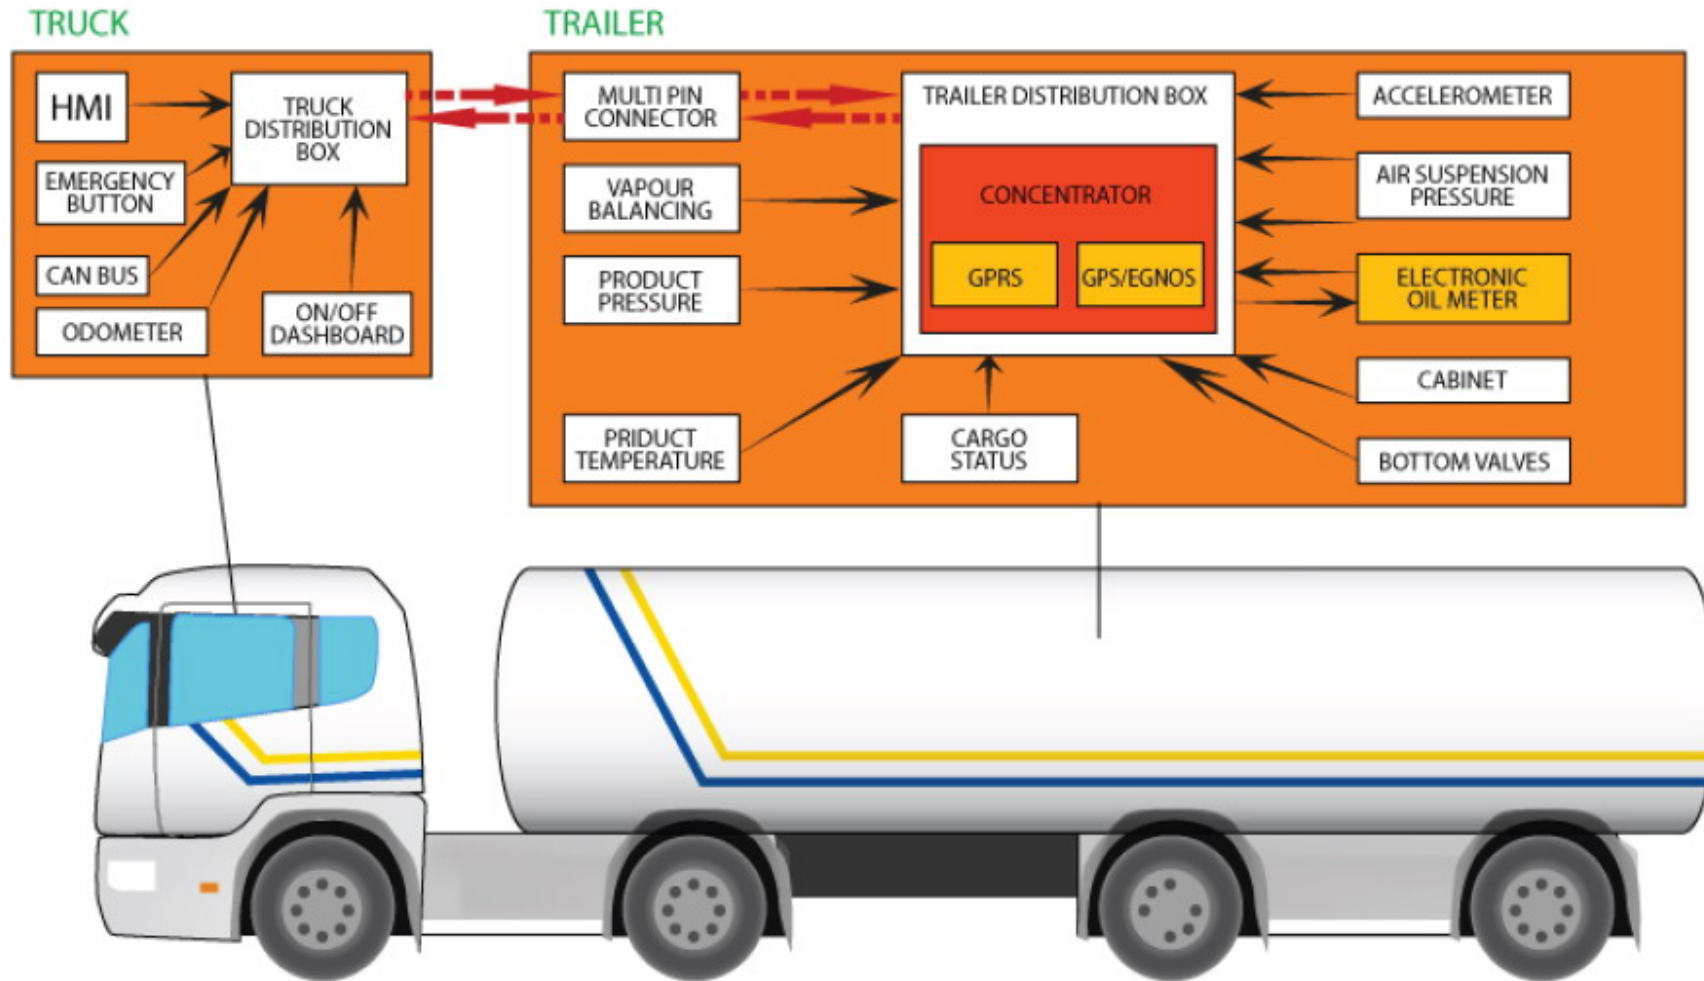 TRUCK
TRAILER
HMI
TRUCK
DISTRIBUTION
BOX
EMERGENCY
BUTTON
CAN BUS
ODOMETER
ON/OFF
DASHBOARD
MULTI PIN
CONNECTOR
VAPOUR
BALANCING
PRODUCT
PRESSURE
PRIDUCT
TEMPERATURE
TRAILER DISTRIBUTION BOX
CONCENTRATOR
GPRS
GPS/EGNOS
CARGO
STATUS
ACCELEROMETER
AIR SUSPENSION
PRESSURE
ELECTRONIC
OIL METER
CABINET
BOTTOM VALVES